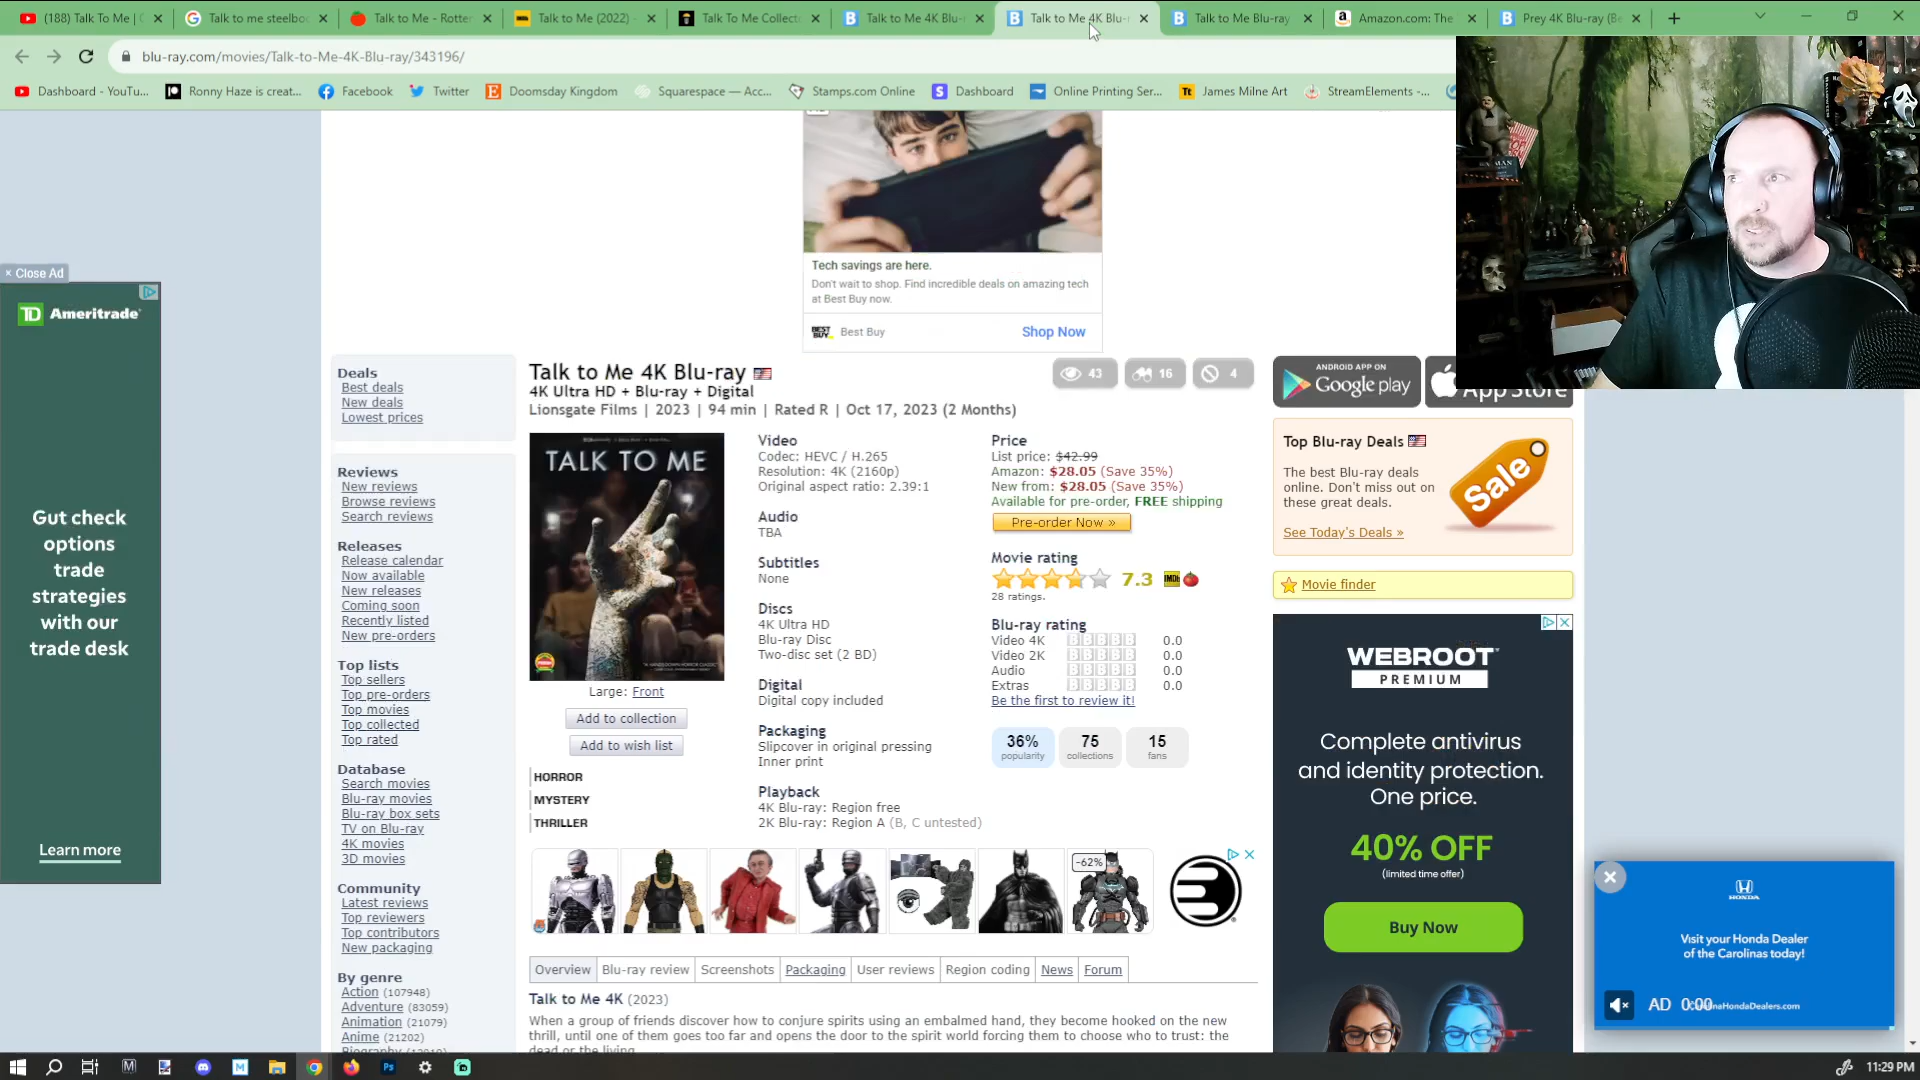 (188) Talk To Me |
Talk to me steelboo
Talk to Me - Rotter
Talk to Me (2022) -
Talk To Me Collecto
Talk to Me 4K Blu-r
Talk to Me 4K Blu-r
Talk to Me Blu-ray
Amazon.com: The
Prey 4K Blu-ray (Be
blu-ray.com/movies/Talk-to-Me-4K-Blu-ray/343196/
Dashboard - YouTu...
Ronny Haze is creat...
Facebook
Twitter
Doomsday Kingdom
Squarespace — Acc...
Stamps.com Online
Dashboard
Online Printing Ser...
James Milne Art
StreamElements -...
Tech savings are here.
Don't wait to shop. Find incredible deals on amazing tech
at Best Buy now.
BEST BUY
Best Buy
Shop Now
× Close Ad
TD Ameritrade
Gut check
options
trade
strategies
with our
trade desk
Learn more
Deals
Best deals
New deals
Lowest prices
Reviews
New reviews
Browse reviews
Search reviews
Releases
Release calendar
Now available
New releases
Coming soon
Recently listed
New pre-orders
Top lists
Top sellers
Top pre-orders
Top movies
Top collected
Top rated
Database
Search movies
Blu-ray movies
Blu-ray box sets
TV on Blu-ray
4K movies
3D movies
Community
Latest reviews
Top reviewers
Top contributors
New packaging
By genre
Action (107948)
Adventure (83059)
Animation (21079)
Anime (21202)
Talk to Me 4K Blu-ray
43
16
4
4K Ultra HD + Blu-ray + Digital
Lionsgate Films | 2023 | 94 min | Rated R | Oct 17, 2023 (2 Months)
TALK TO ME
Large: Front
Add to collection
Add to wish list
HORROR
MYSTERY
THRILLER
Video
Codec: HEVC / H.265
Resolution: 4K (2160p)
Original aspect ratio: 2.39:1
Audio
TBA
Subtitles
None
Discs
4K Ultra HD
Blu-ray Disc
Two-disc set (2 BD)
Digital
Digital copy included
Packaging
Slipcover in original pressing
Inner print
Playback
4K Blu-ray: Region free
2K Blu-ray: Region A (B, C untested)
Price
List price: $42.99
Amazon: $28.05 (Save 35%)
New from: $28.05 (Save 35%)
Available for pre-order, FREE shipping
Pre-order Now »
Movie rating
7.3
IMDb
28 ratings.
Blu-ray rating
Video 4K 0.0
Video 2K 0.0
Audio 0.0
Extras 0.0
Be the first to review it!
36%
popularity
75
collections
15
fans
-62%
Overview
Blu-ray review
Screenshots
Packaging
User reviews
Region coding
News
Forum
Talk to Me 4K (2023)
When a group of friends discover how to conjure spirits using an embalmed hand, they become hooked on the new
thrill, until one of them goes too far and opens the door to the spirit world forcing them to choose who to trust: the
dead or the living.
ANDROID APP ON
Google play
App Store
Top Blu-ray Deals
The best Blu-ray deals
online. Don't miss out on
these great deals.
See Today's Deals »
Sale
Movie finder
WEBROOT
PREMIUM
Complete antivirus
and identity protection.
One price.
40% OFF
(limited time offer)
Buy Now
HONDA
Visit your Honda Dealer
of the Carolinas today!
AD 0:00
naHondaDealers.com
11:29 PM